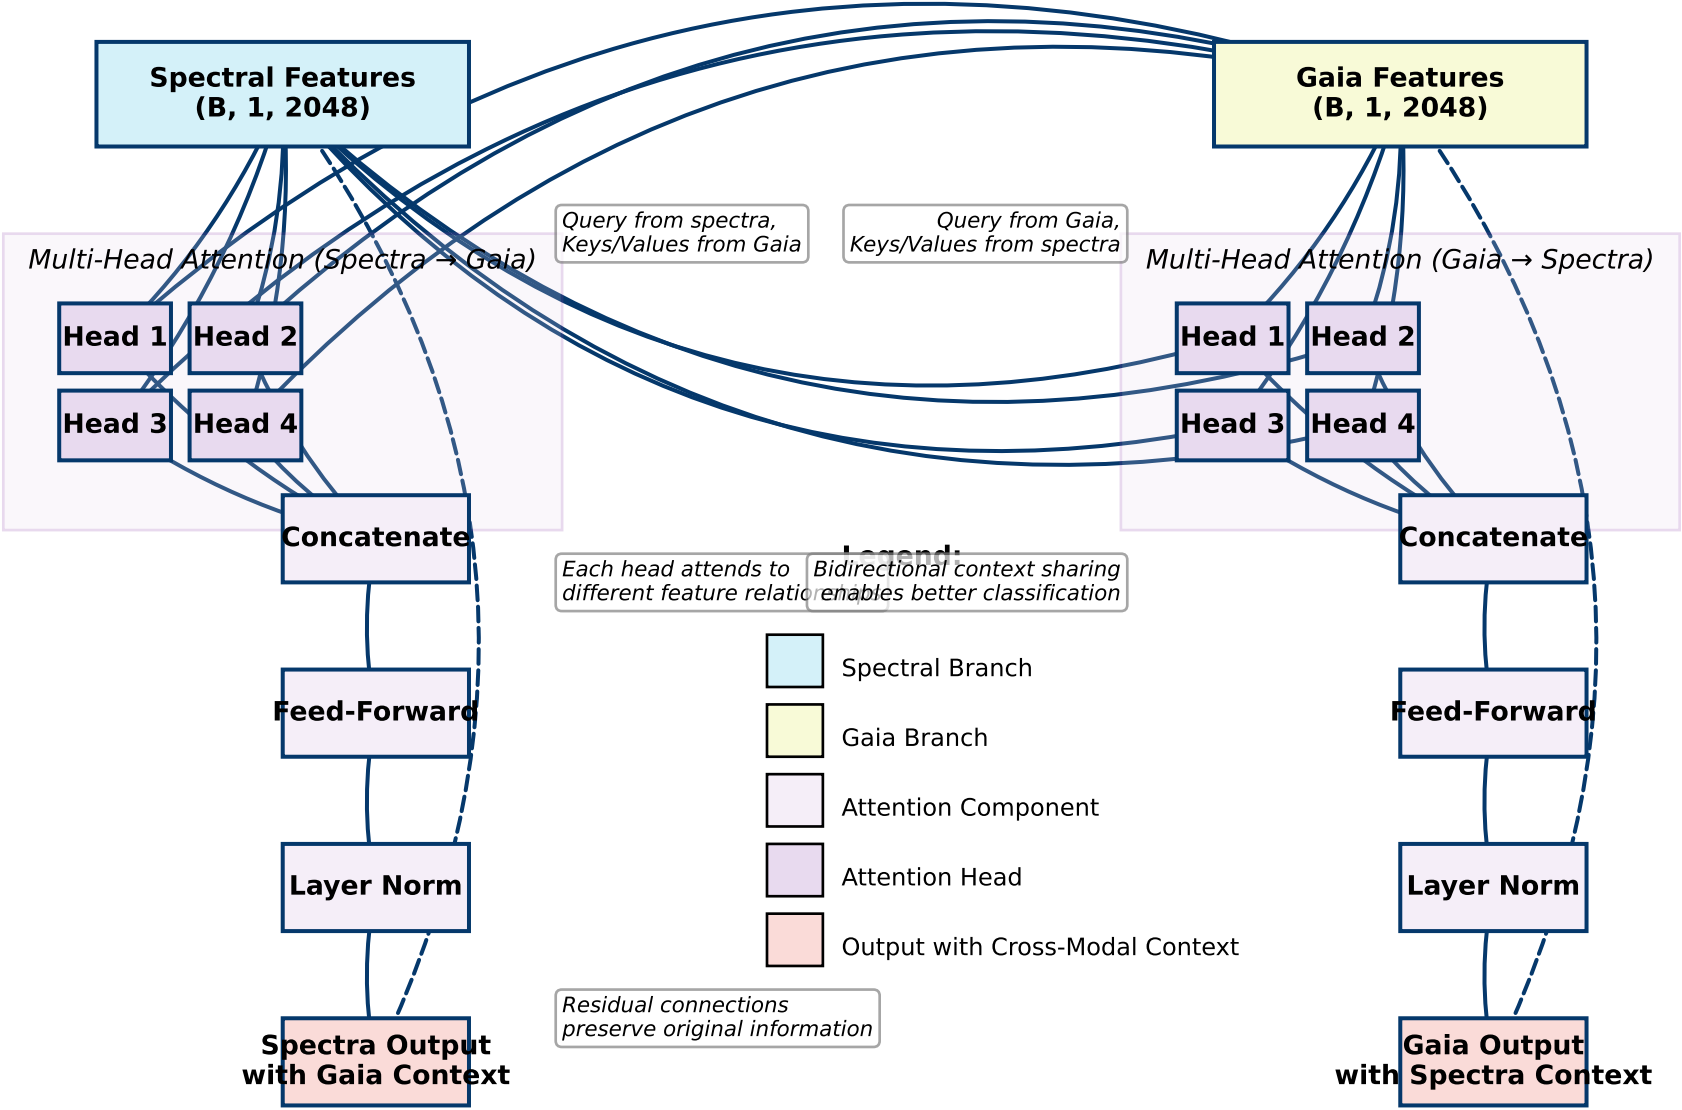 Spectral Features
(B, 1, 2048)
Gaia Features
(B, 1, 2048)
Query from spectra,
Keys/Values from Gaia
Query from Gaia,
Keys/Values from spectra
Multi-Head Attention (Spectra → Gaia)
Head 1
Head 2
Head 3
Head 4
Multi-Head Attention (Gaia → Spectra)
Head 1
Head 2
Head 3
Head 4
Concatenate
Feed-Forward
Layer Norm
Spectra Output
with Gaia Context
Legend:
Each head attends to
different feature relationships
Bidirectional context sharing
enables better classification
Spectral Branch
Gaia Branch
Attention Component
Attention Head
Output with Cross-Modal Context
Residual connections
preserve original information
Concatenate
Feed-Forward
Layer Norm
Gaia Output
with Spectra Context